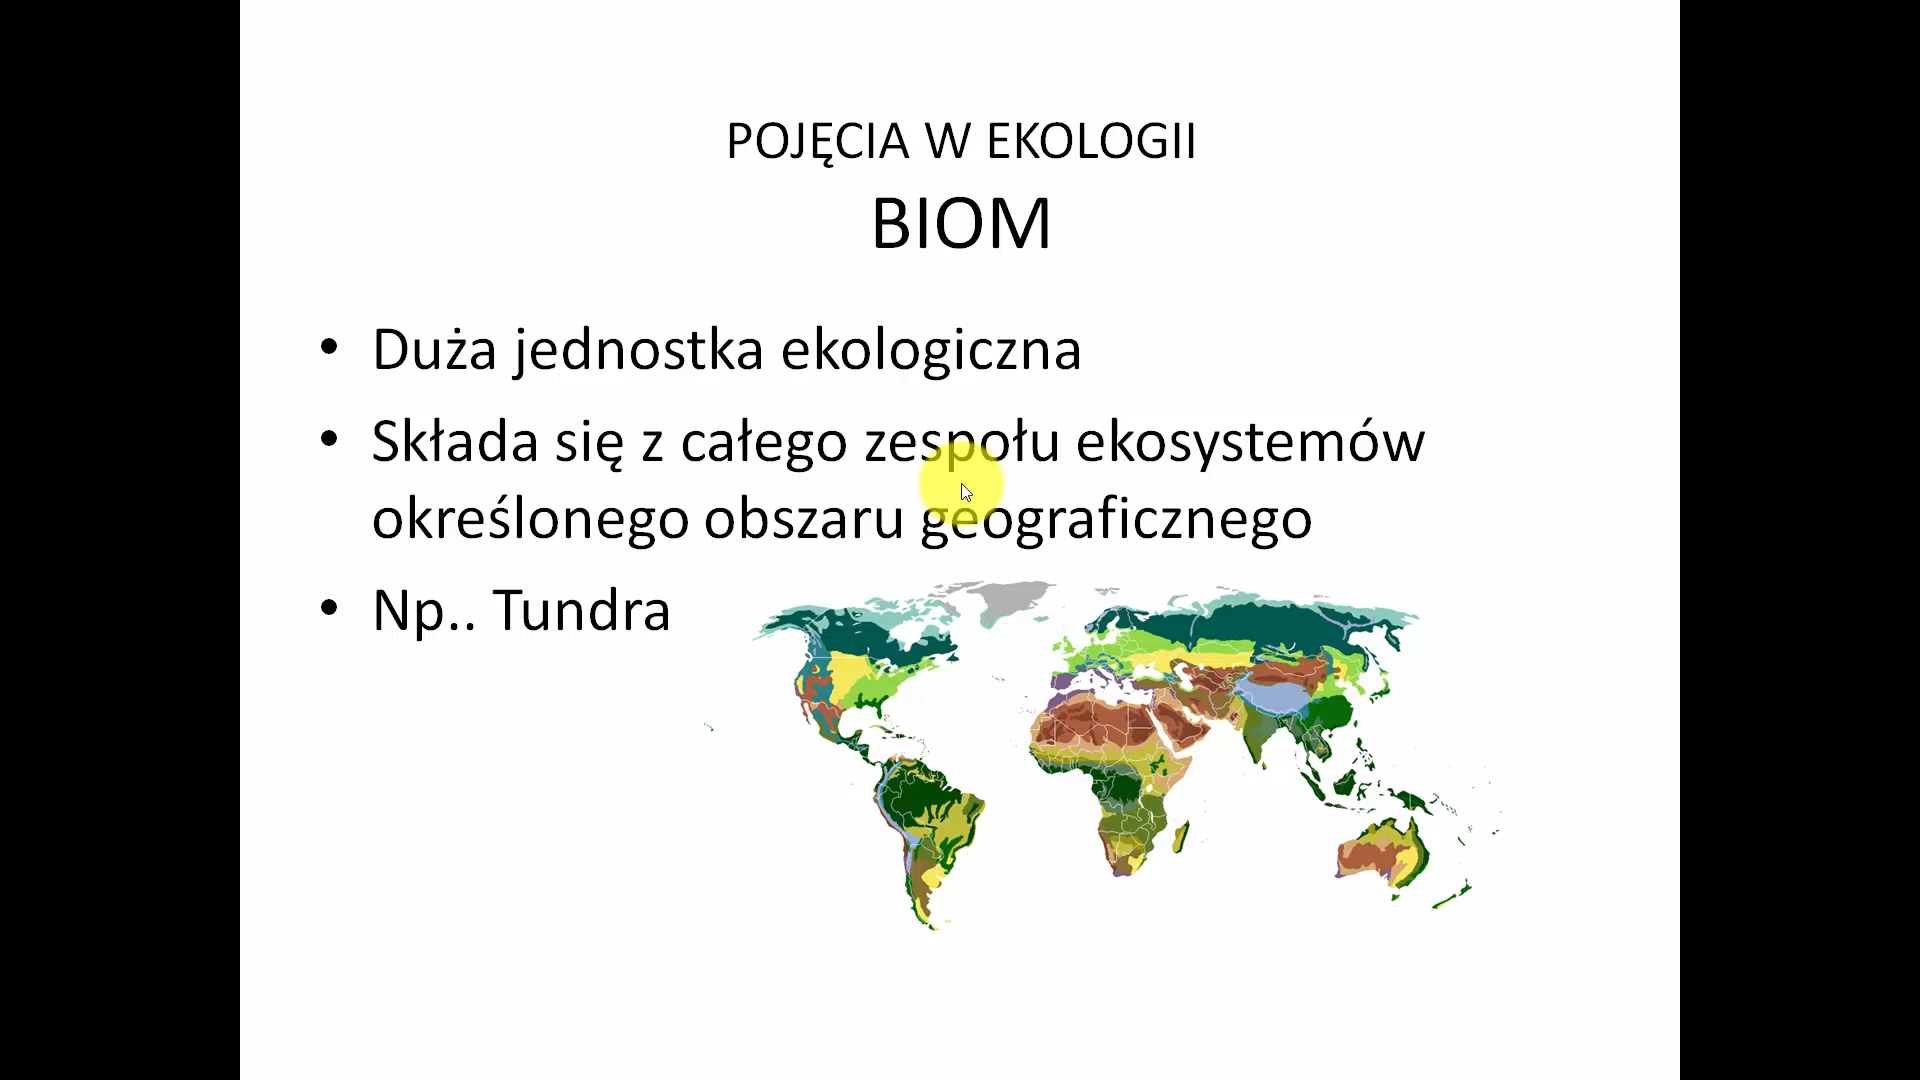 POJĘCIA W EKOLOGII
BIOM
• Duża jednostka ekologiczna
• Składa się z całego zespołu ekosystemów
określonego obszaru geograficznego
• Np.. Tundra